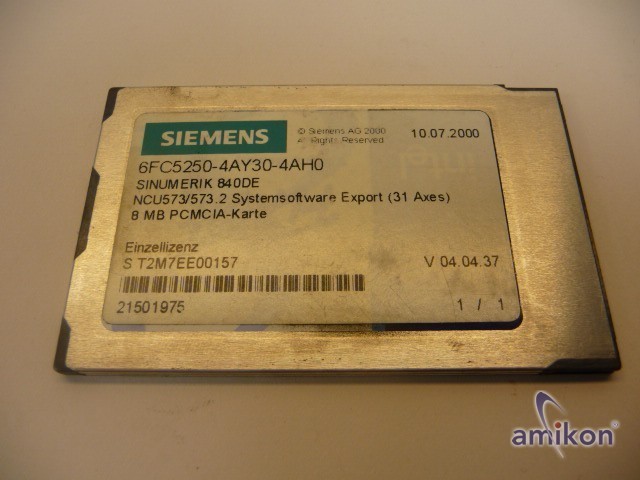 SIEMENS
© Siemens AG 2000
All Rights Reserved
10.07.2000
6FC5250-4AY30-4AH0
SINUMERIK 840DE
NCU573/573.2 Systemsoftware Export (31 Axes)
8 MB PCMCIA-Karte
Einzellizenz
S T2M7EE00157
V 04.04.37
21501975
1 / 1
amikon®